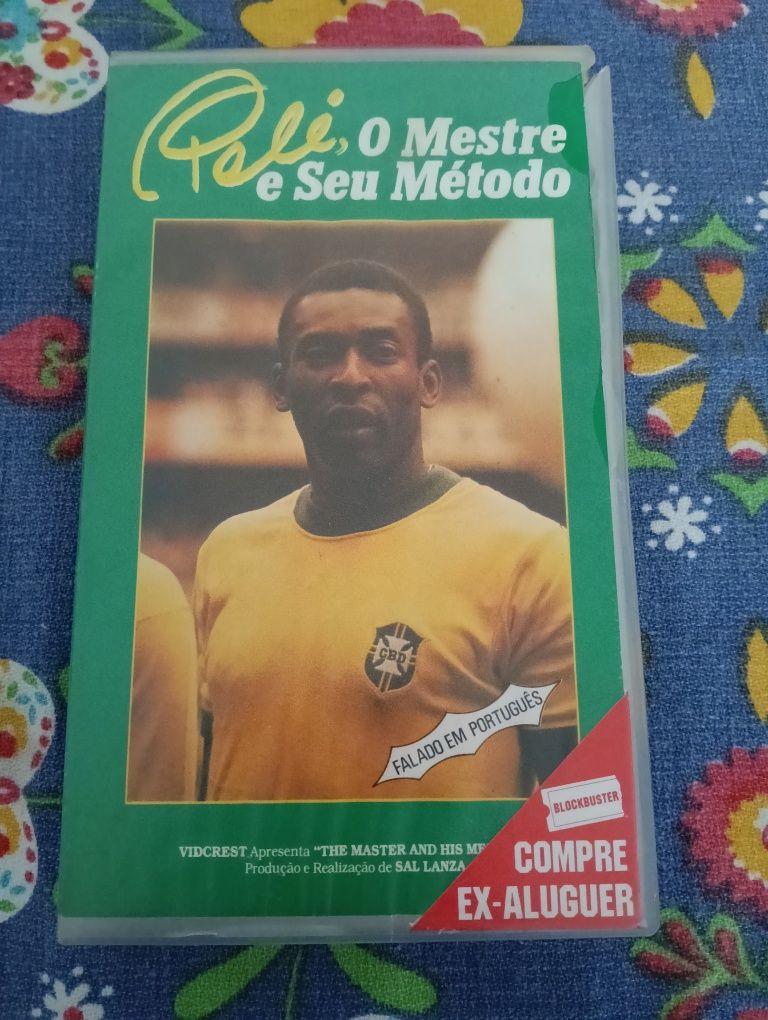 Pelé, O Mestre
e Seu Método
CBD
FALADO EM PORTUGUÊS
VIDCREST Apresenta "THE MASTER AND HIS ME
Produção e Realização de SAL LANZA
BLOCKBUSTER
COMPRE
EX-ALUGUER